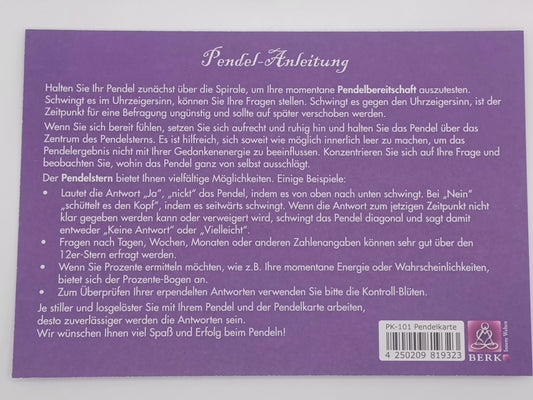 Pendel-Anleitung
Halten Sie Ihr Pendel zunächst über die Spirale, um Ihre momentane Pendelbereitschaft auszutesten.
Schwingt es im Uhrzeigersinn, können Sie Ihre Fragen stellen. Schwingt es gegen den Uhrzeigersinn, ist der
Zeitpunkt für eine Befragung ungünstig und sollte auf später verschoben werden.
Wenn Sie sich bereit fühlen, setzen Sie sich aufrecht und ruhig hin und halten Sie das Pendel über das
Zentrum des Pendelsterns. Es ist hilfreich, sich soweit wie möglich innerlich leer zu machen, um das
Pendelergebnis nicht mit Ihrer Gedankenenergie zu beeinflussen. Konzentrieren Sie sich auf Ihre Frage und
beobachten Sie, wohin das Pendel ganz von selbst ausschlägt.
Der Pendelstern bietet Ihnen vielfältige Möglichkeiten. Einige Beispiele:
• Lautet die Antwort „Ja“, „nickt“ das Pendel, indem es von oben nach unten schwingt. Bei „Nein“
„schüttelt es den Kopf“, indem es seitwärts schwingt. Wenn die Antwort zum jetzigen Zeitpunkt nicht
klar gegeben werden kann oder verweigert wird, schwingt das Pendel diagonal und sagt damit
entweder „Keine Antwort“ oder „Vielleicht“.
• Fragen nach Tagen, Wochen, Monaten oder anderen Zahlenangaben können sehr gut über den
12er-Stern erfragt werden.
• Wenn Sie Prozente ermitteln möchten, wie z.B. Ihre momentane Energie oder Wahrscheinlichkeiten,
bietet sich der Prozente-Bogen an.
• Zum Überprüfen Ihrer erpendelten Antworten verwenden Sie bitte die Kontroll-Blüten.
Je stiller und losgelöster Sie mit Ihrem Pendel und der Pendelkarte arbeiten,
desto zuverlässiger werden die Antworten sein.
Wir wünschen Ihnen viel Spaß und Erfolg beim Pendeln!
PK-101 Pendelkarte
4 250209 819323
BERK
Innere Welten